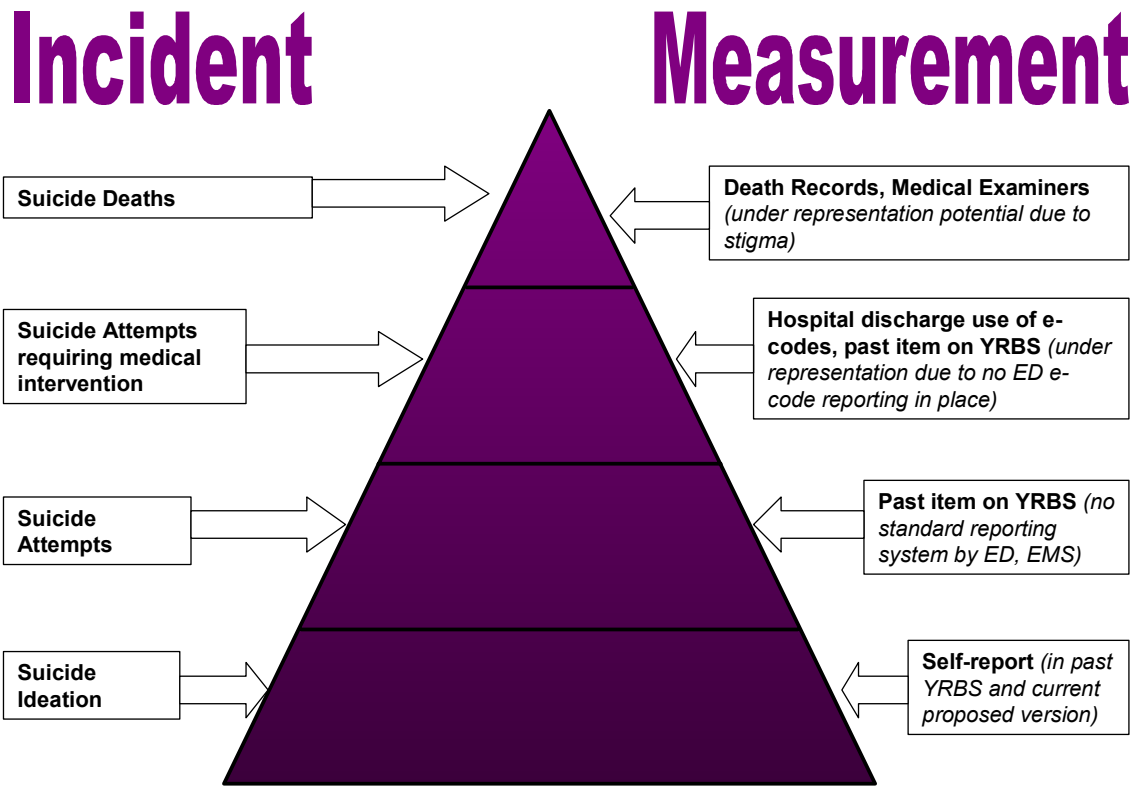 Incident
Measurement
Suicide Deaths
Death Records, Medical Examiners
(under representation potential due to
stigma)
Suicide Attempts
requiring medical
intervention
Hospital discharge use of e-
codes, past item on YRBS (under
representation due to no ED e-
code reporting in place)
Suicide
Attempts
Past item on YRBS (no
standard reporting
system by ED, EMS)
Suicide
Ideation
Self-report (in past
YRBS and current
proposed version)